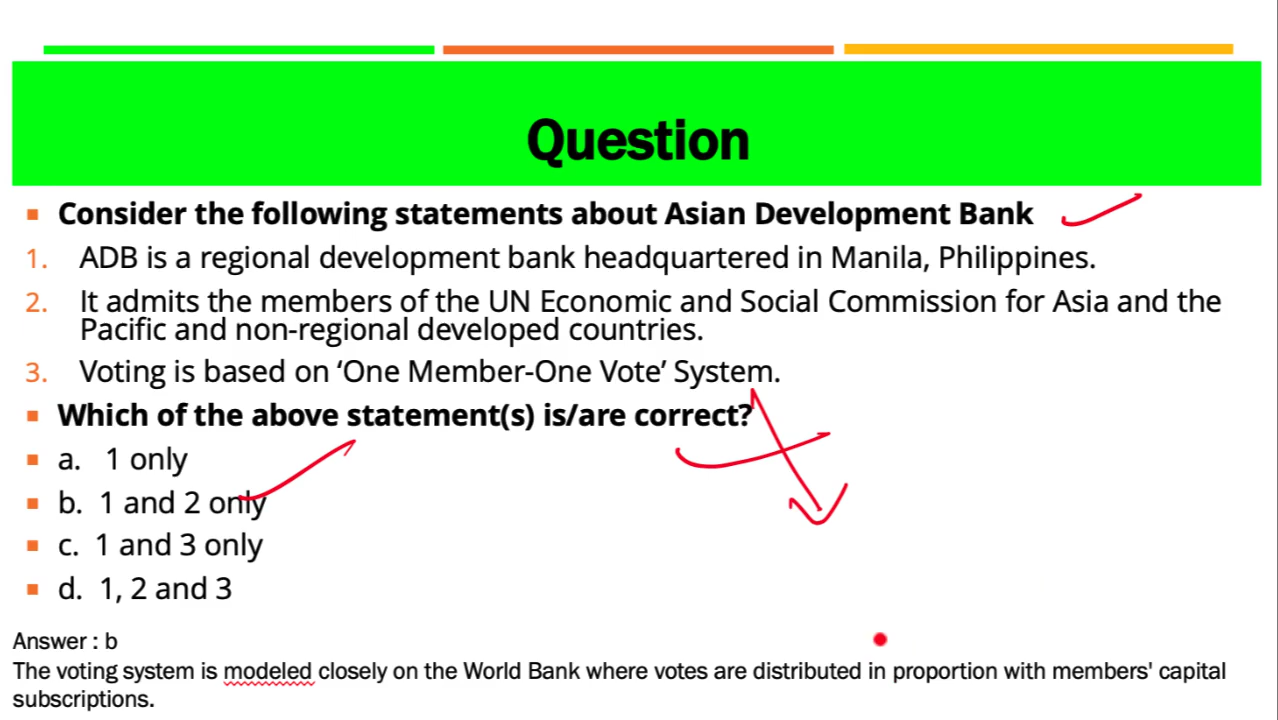 Question
Consider the following statements about Asian Development Bank
1. ADB is a regional development bank headquartered in Manila, Philippines.
2. It admits the members of the UN Economic and Social Commission for Asia and the
Pacific and non-regional developed countries.
3. Voting is based on ‘One Member-One Vote’ System.
Which of the above statement(s) is/are correct?
a. 1 only
b. 1 and 2 only
c. 1 and 3 only
d. 1, 2 and 3
Answer : b
The voting system is modeled closely on the World Bank where votes are distributed in proportion with members' capital
subscriptions.